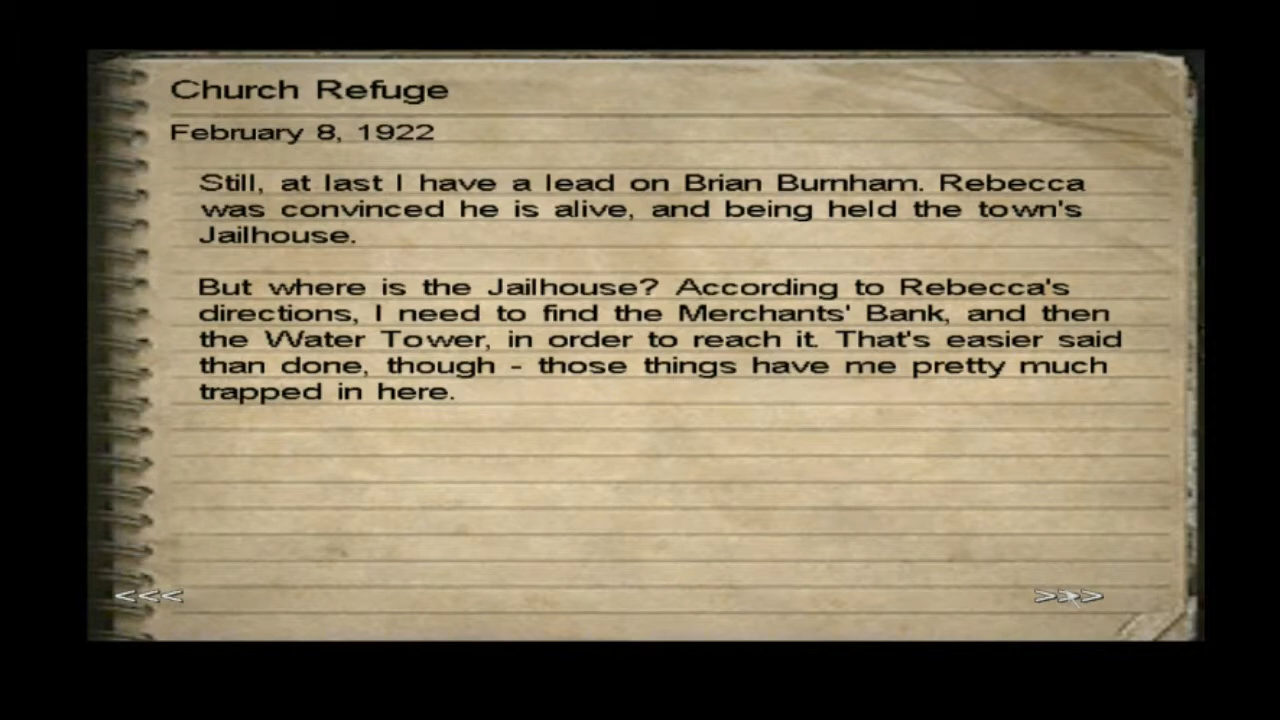 Church Refuge
February 8, 1922
Still, at last I have a lead on Brian Burnham. Rebecca
was convinced he is alive, and being held the town's
Jailhouse.
But where is the Jailhouse? According to Rebecca's
directions, I need to find the Merchants' Bank, and then
the Water Tower, in order to reach it. That's easier said
than done, though - those things have me pretty much
trapped in here.
<<< >>>